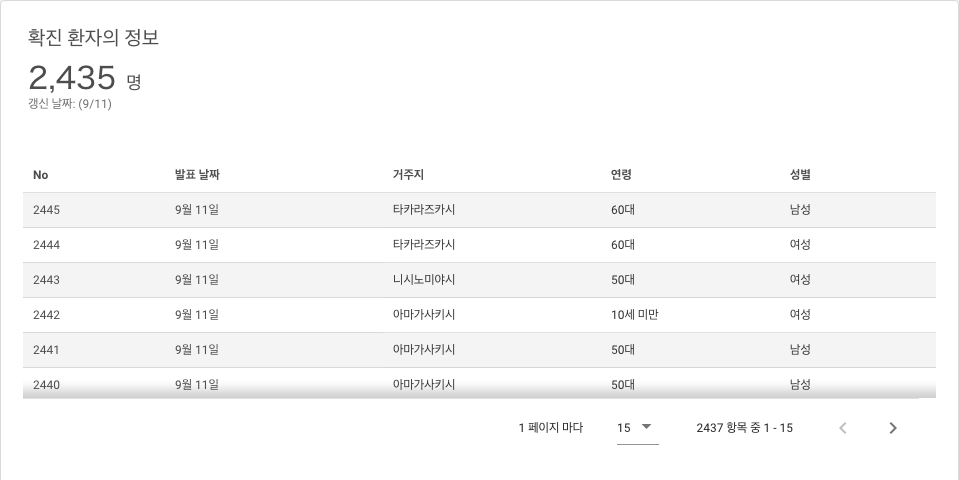 확진 환자의 정보
2,435 명
갱신 날짜: (9/11)
No 발표 날짜 거주지 연령 성별
2445 9월 11일 타카라즈카시 60대 남성
2444 9월 11일 타카라즈카시 60대 여성
2443 9월 11일 니시노미야시 50대 여성
2442 9월 11일 아마가사키시 10세 미만 여성
2441 9월 11일 아마가사키시 50대 남성
2440 9월 11일 아마가사키시 50대 남성
1 페이지 마다 15 2437 항목 중 1 - 15